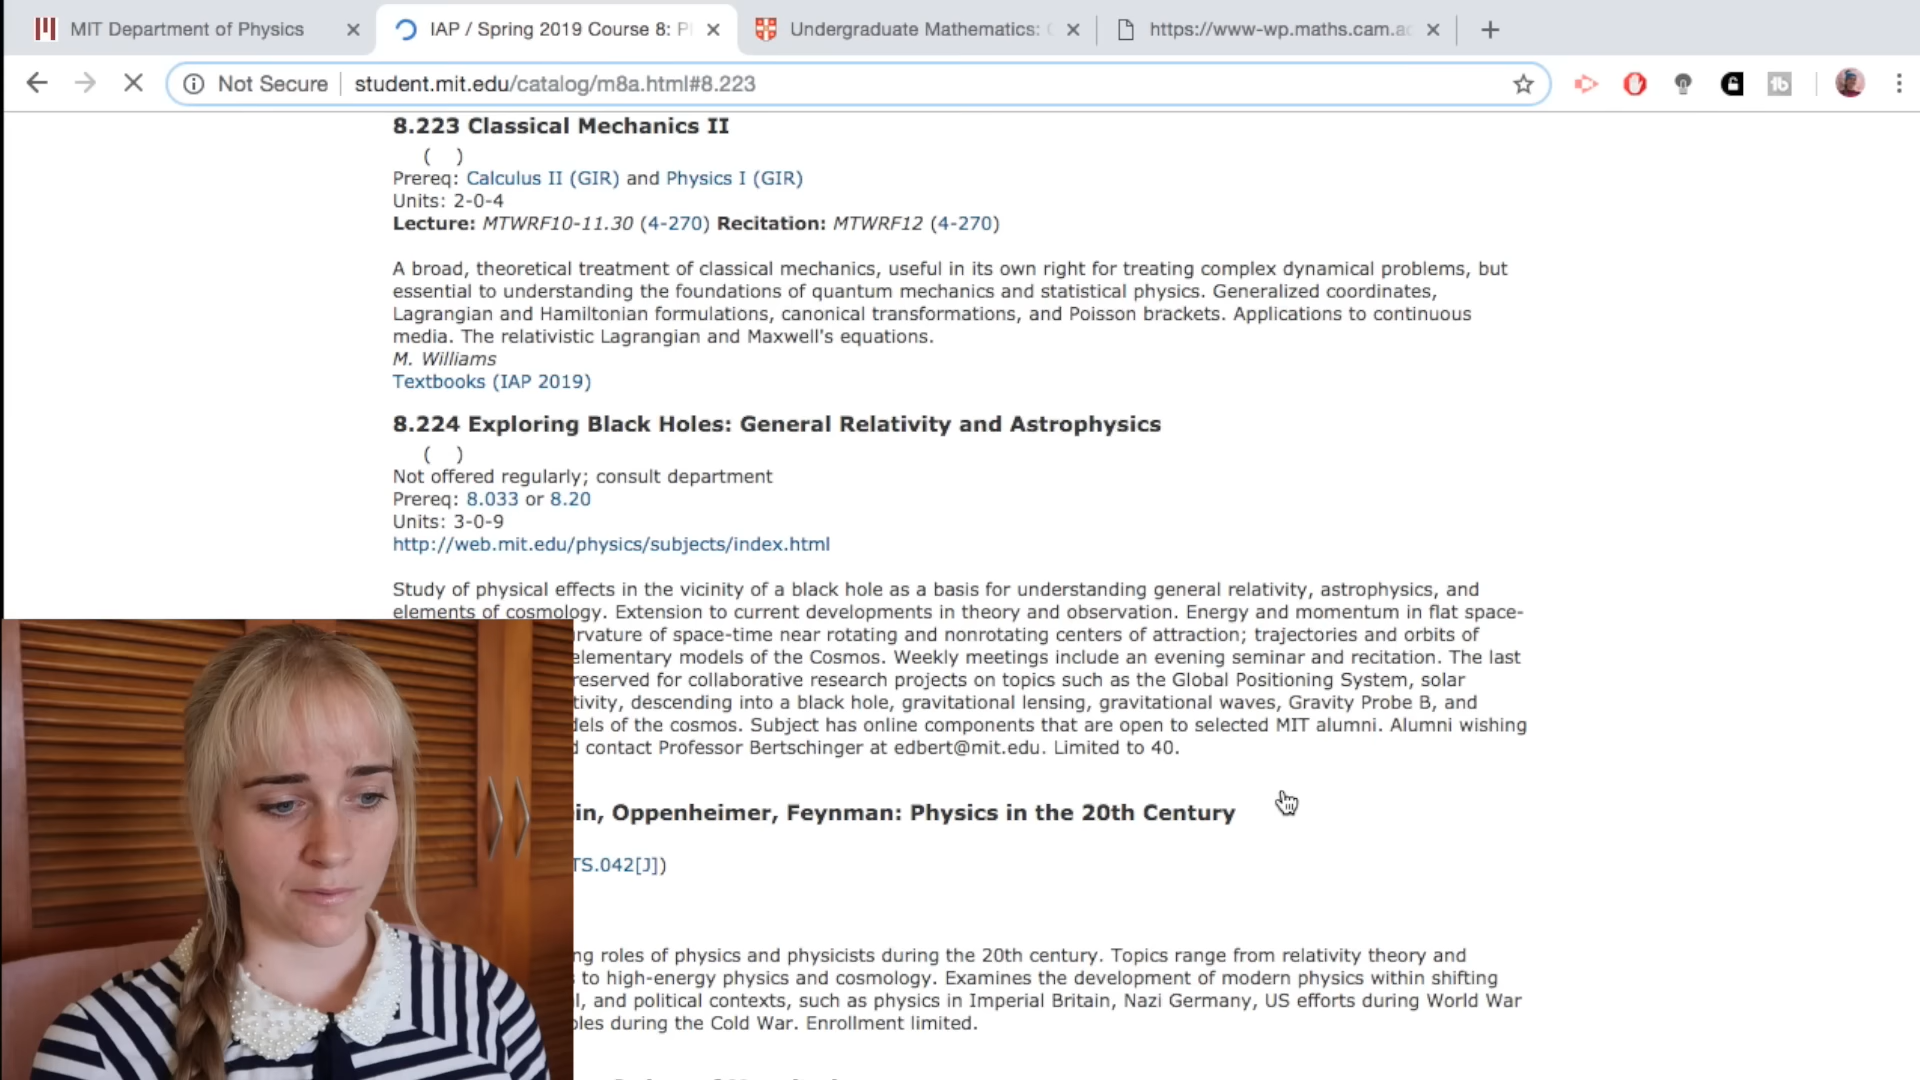 MIT Department of Physics
IAP / Spring 2019 Course 8: P
Undergraduate Mathematics:
https://www-wp.maths.cam.ac
Not Secure
student.mit.edu/catalog/m8a.html#8.223
8.223 Classical Mechanics II
( )
Prereq: Calculus II (GIR) and Physics I (GIR)
Units: 2-0-4
Lecture: MTWRF10-11.30 (4-270) Recitation: MTWRF12 (4-270)
A broad, theoretical treatment of classical mechanics, useful in its own right for treating complex dynamical problems, but
essential to understanding the foundations of quantum mechanics and statistical physics. Generalized coordinates,
Lagrangian and Hamiltonian formulations, canonical transformations, and Poisson brackets. Applications to continuous
media. The relativistic Lagrangian and Maxwell's equations.
M. Williams
Textbooks (IAP 2019)
8.224 Exploring Black Holes: General Relativity and Astrophysics
( )
Not offered regularly; consult department
Prereq: 8.033 or 8.20
Units: 3-0-9
http://web.mit.edu/physics/subjects/index.html
Study of physical effects in the vicinity of a black hole as a basis for understanding general relativity, astrophysics, and
elements of cosmology. Extension to current developments in theory and observation. Energy and momentum in flat space-
urvature of space-time near rotating and nonrotating centers of attraction; trajectories and orbits of
elementary models of the Cosmos. Weekly meetings include an evening seminar and recitation. The last
reserved for collaborative research projects on topics such as the Global Positioning System, solar
tivity, descending into a black hole, gravitational lensing, gravitational waves, Gravity Probe B, and
dels of the cosmos. Subject has online components that are open to selected MIT alumni. Alumni wishing
d contact Professor Bertschinger at edbert@mit.edu. Limited to 40.
in, Oppenheimer, Feynman: Physics in the 20th Century
TS.042[J])
ng roles of physics and physicists during the 20th century. Topics range from relativity theory and
to high-energy physics and cosmology. Examines the development of modern physics within shifting
l, and political contexts, such as physics in Imperial Britain, Nazi Germany, US efforts during World War
oles during the Cold War. Enrollment limited.